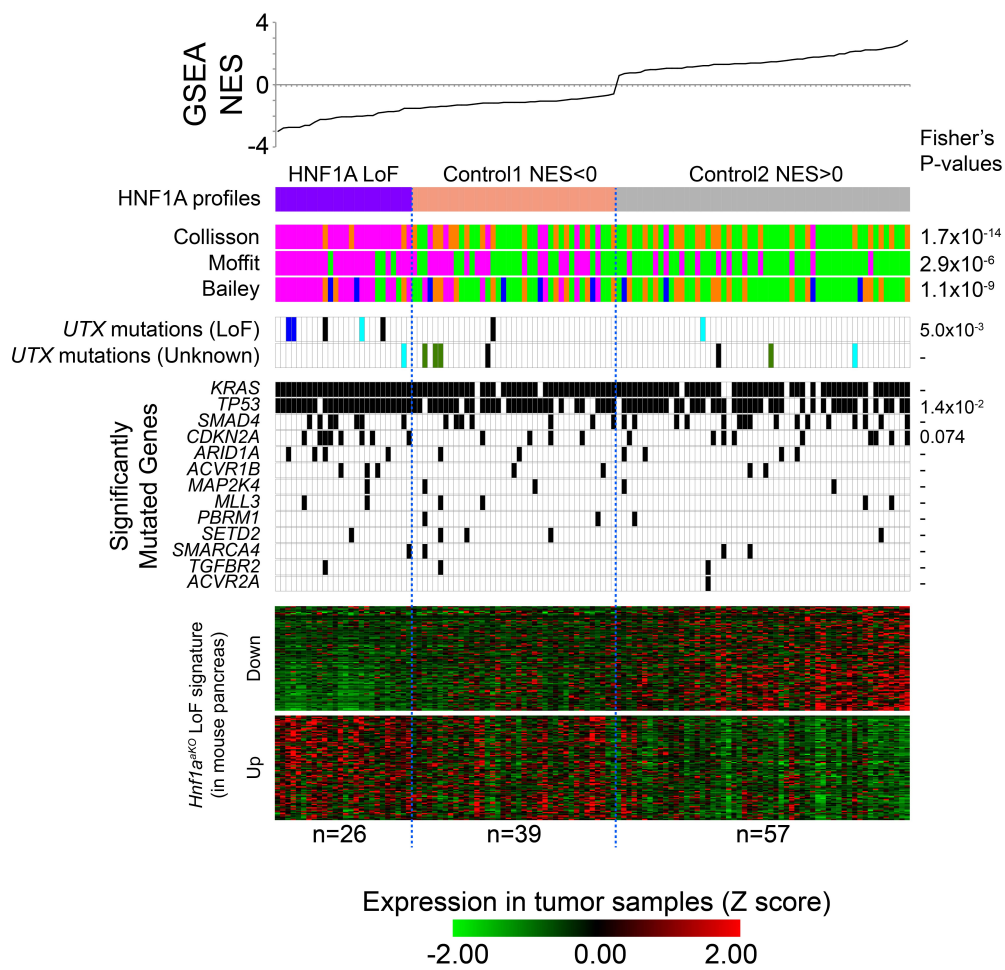 4
0
-4
GSEA
NES
Fisher's
P-values
HNF1A LoF
Control1 NES<0
Control2 NES>0
HNF1A profiles
Collisson
1.7x10⁻¹⁴
Moffit
2.9x10⁻⁶
Bailey
1.1x10⁻⁹
UTX mutations (LoF)
5.0x10⁻³
UTX mutations (Unknown)
-
Significantly
Mutated Genes
KRAS
-
TP53
1.4x10⁻²
SMAD4
-
CDKN2A
0.074
ARID1A
-
ACVR1B
-
MAP2K4
-
MLL3
-
PBRM1
-
SETD2
-
SMARCA4
-
TGFBR2
-
ACVR2A
-
Hnf1aᵃᴷᴼ LoF signature
(in mouse pancreas)
Down
Up
n=26
n=39
n=57
Expression in tumor samples (Z score)
-2.00
0.00
2.00